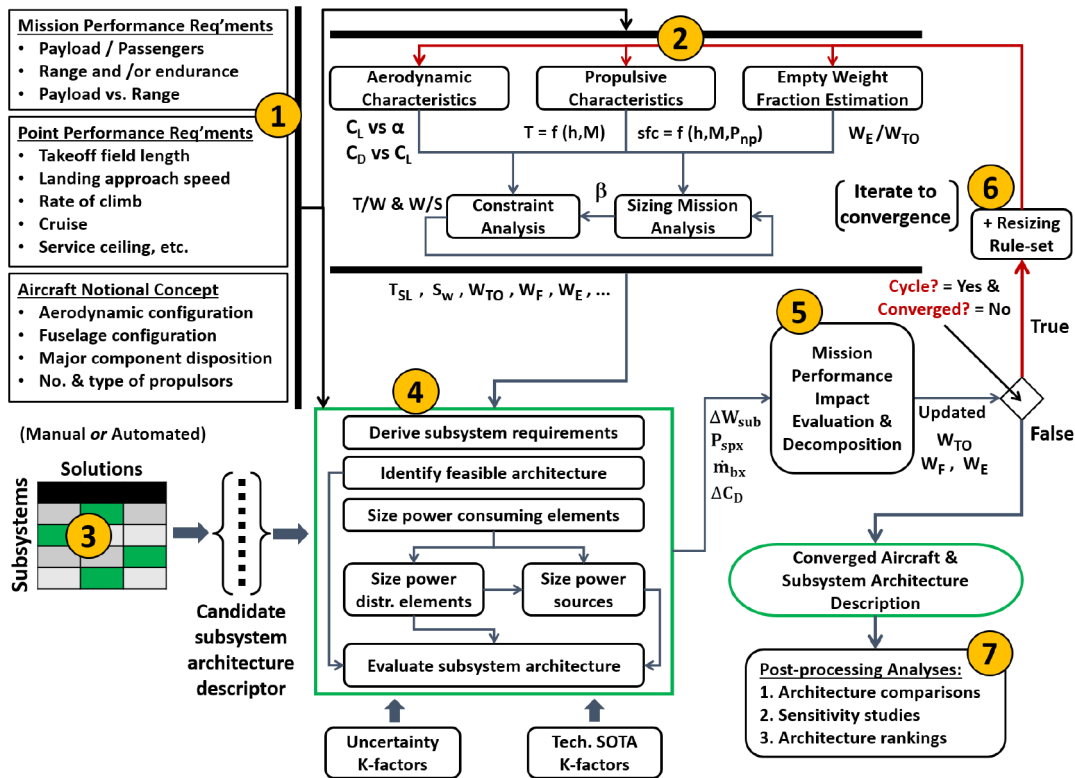 Mission Performance Req'ments
• Payload / Passengers
• Range and /or endurance
• Payload vs. Range
1
Point Performance Req'ments
• Takeoff field length
• Landing approach speed
• Rate of climb
• Cruise
• Service ceiling, etc.
Aircraft Notional Concept
• Aerodynamic configuration
• Fuselage configuration
• Major component disposition
• No. & type of propulsors
2
Aerodynamic
Characteristics
Propulsive
Characteristics
Empty Weight
Fraction Estimation
C_L vs α
C_D vs C_L
T = f (h,M)
sfc = f (h,M,P_np)
W_E /W_TO
T/W & W/S
Constraint
Analysis
β
Sizing Mission
Analysis
T_SL , S_w , W_TO , W_F , W_E , ...
(Manual or Automated)
Solutions
Subsystems
3
Candidate
subsystem
architecture
descriptor
4
Derive subsystem requirements
Identify feasible architecture
Size power consuming elements
Size power
distr. elements
Size power
sources
Evaluate subsystem architecture
Uncertainty
K-factors
Tech. SOTA
K-factors
ΔW_sub
P_spx
ṁ_bx
ΔC_D
5
Mission
Performance
Impact
Evaluation &
Decomposition
Updated
W_TO
W_F , W_E
6
Iterate to
convergence
+ Resizing
Rule-set
Cycle? = Yes &
Converged? = No
True
False
Converged Aircraft &
Subsystem Architecture
Description
7
Post-processing Analyses:
1. Architecture comparisons
2. Sensitivity studies
3. Architecture rankings